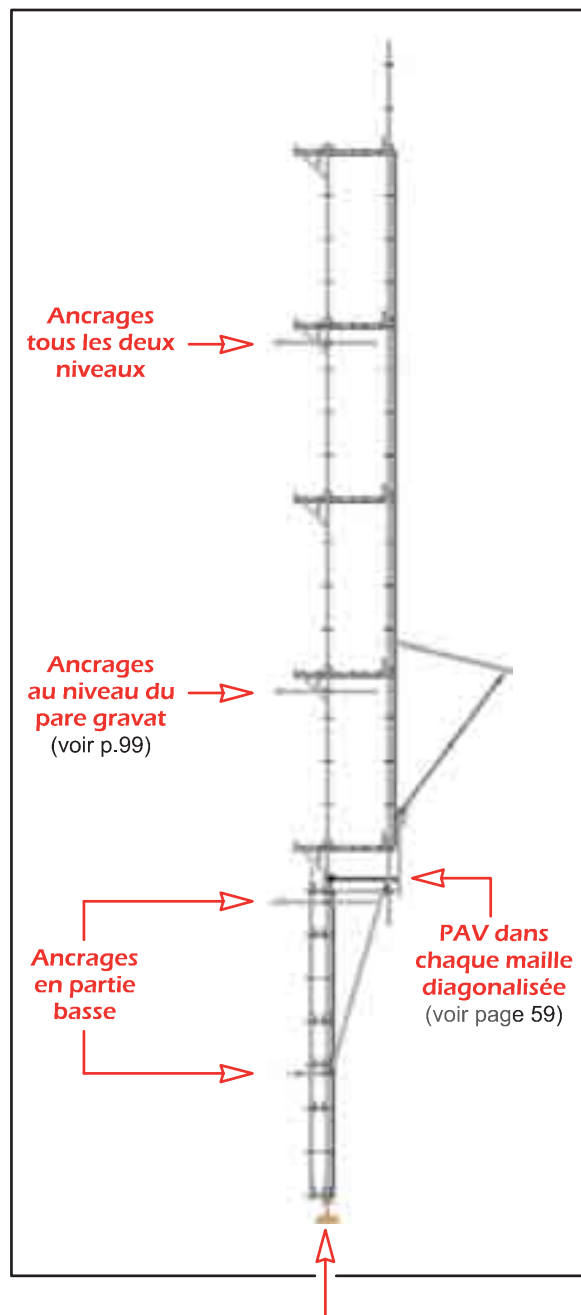 Ancrages
tous les deux
niveaux
Ancrages
au niveau du
pare gravat
(voir p.99)
Ancrages
en partie
basse
PAV dans
chaque maille
diagonalisée
(voir page 59)